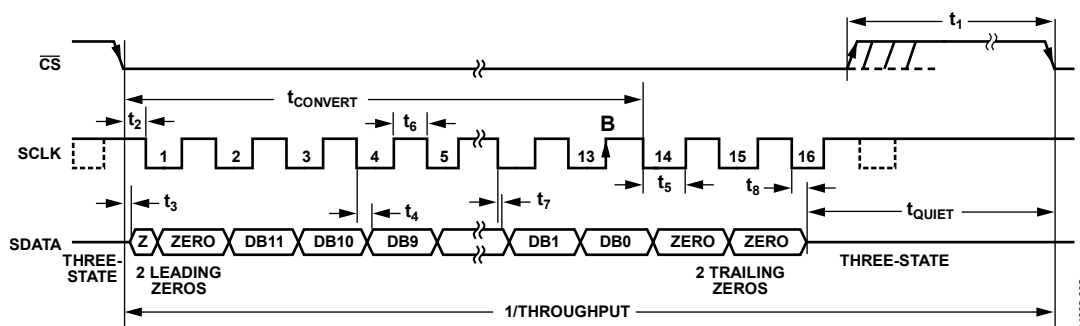 t1
CS
tCONVERT
t2
t6
B
SCLK
1
2
3
4
5
13
14
15
16
t3
t4
t7
t5
t8
tQUIET
SDATA
Z
ZERO
DB11
DB10
DB9
DB1
DB0
ZERO
ZERO
THREE-
STATE
2 LEADING
ZEROS
2 TRAILING
ZEROS
THREE-STATE
1/THROUGHPUT